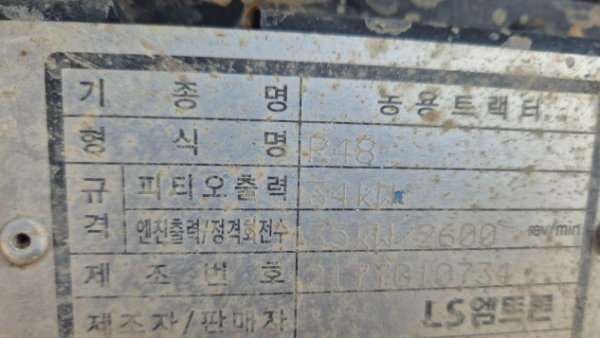 기종명 농용트랙터
형식명 R48
규격 피티오출력 34kW
엔진출력/정격회전수 2600 rev/min
제조번호
제조자/판매자 LS엠트론